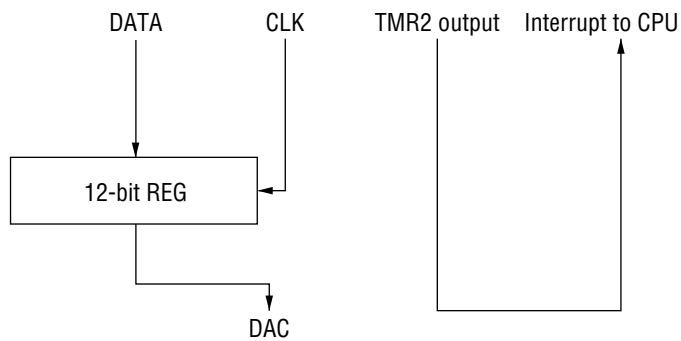 DATA
CLK
TMR2 output
Interrupt to CPU
12-bit REG
DAC